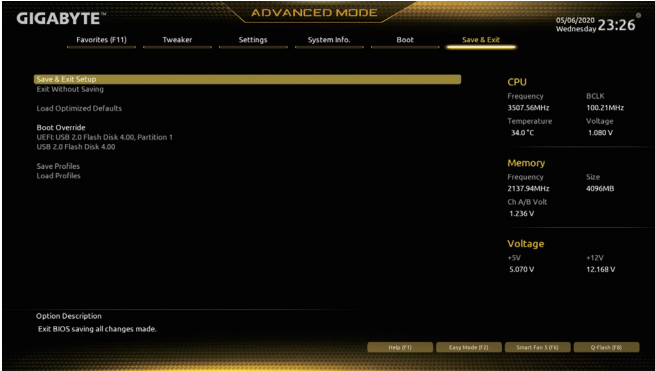 GIGABYTE™
ADVANCED MODE
05/06/2020
Wednesday 23:26
Favorites (F11) Tweaker Settings System Info. Boot Save & Exit
Save & Exit Setup
Exit Without Saving
Load Optimized Defaults
Boot Override
UEFI: USB 2.0 Flash Disk 4.00, Partition 1
USB 2.0 Flash Disk 4.00
Save Profiles
Load Profiles
CPU
Frequency BCLK
3507.56MHz 100.21MHz
Temperature Voltage
34.0 °C 1.080 V
Memory
Frequency Size
2137.94MHz 4096MB
Ch A/B Volt
1.236 V
Voltage
+5V +12V
5.070 V 12.168 V
Option Description
Exit BIOS saving all changes made.
Help (F1) Easy Mode (F2) Smart Fan 5 (F6) Q-Flash (F8)